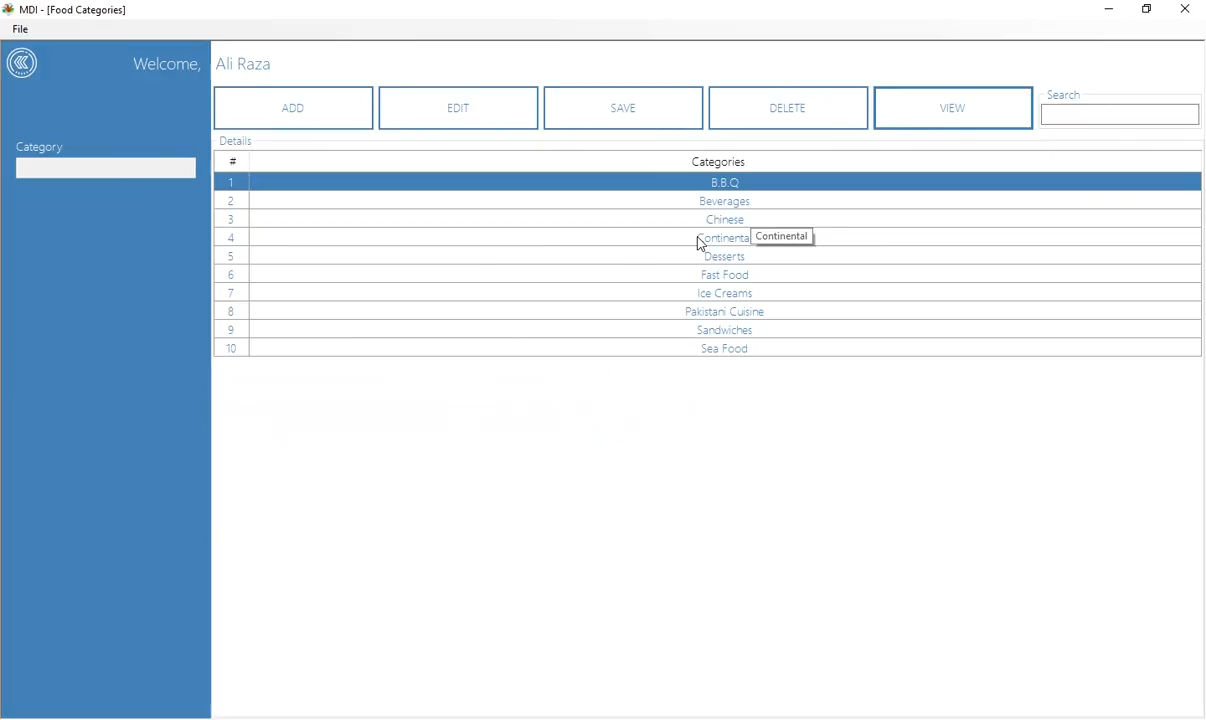 MDI - [Food Categories]
File
Welcome, Ali Raza
ADD EDIT SAVE DELETE VIEW Search
Category
Details
# Categories
1 B.B.Q
2 Beverages
3 Chinese
4 Continental Continental
5 Desserts
6 Fast Food
7 Ice Creams
8 Pakistani Cuisine
9 Sandwiches
10 Sea Food